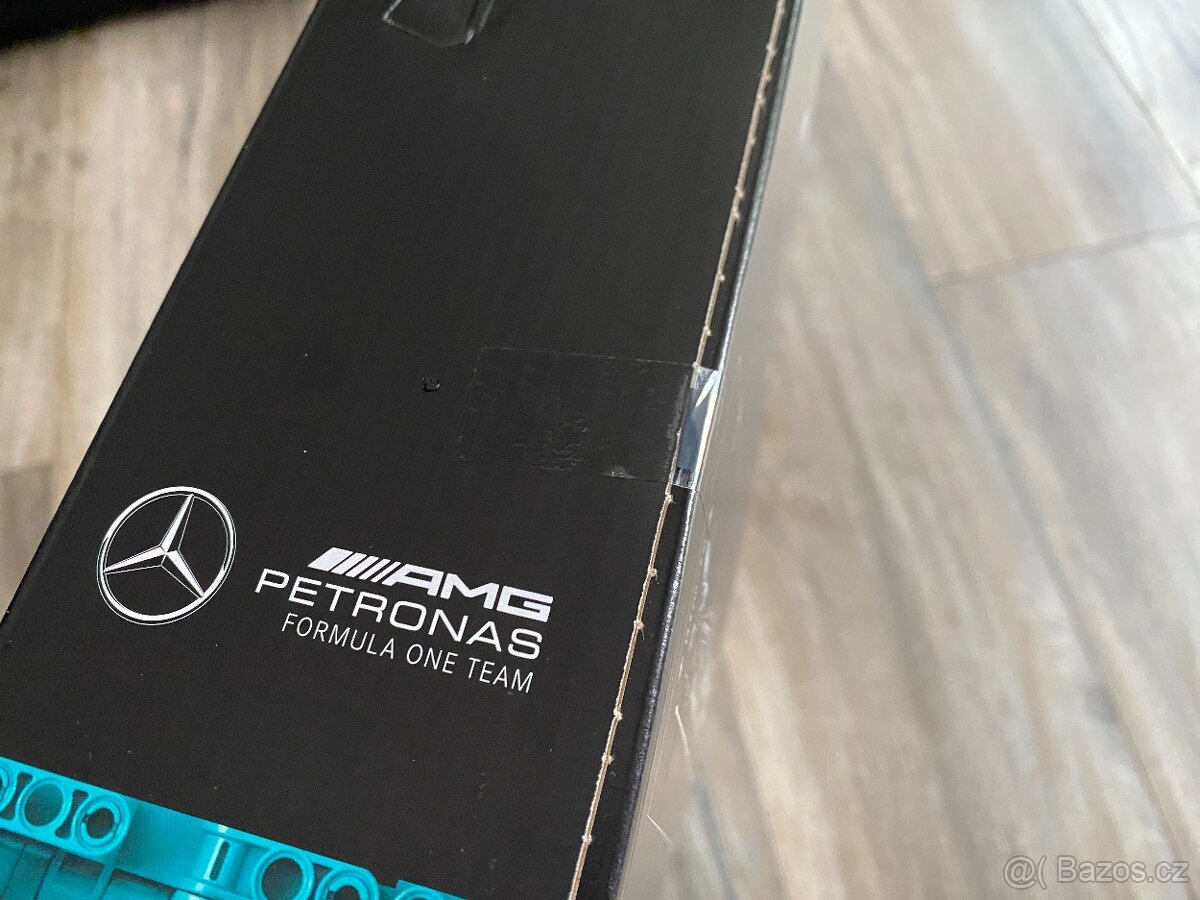 AMG
PETRONAS
FORMULA ONE TEAM
@( Bazos.cz